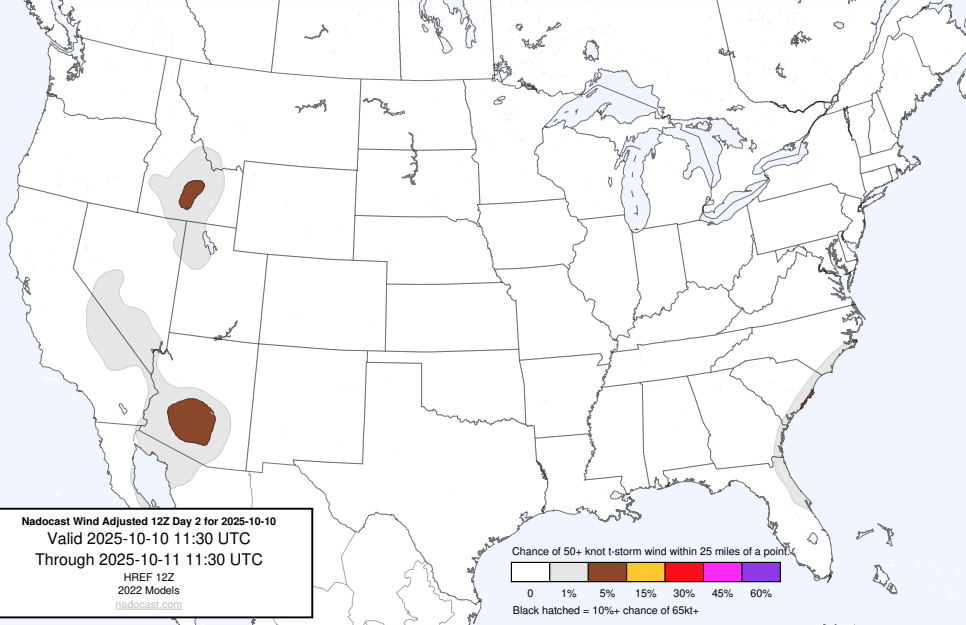 Nadocast Wind Adjusted 12Z Day 2 for 2025-10-10
Valid 2025-10-10 11:30 UTC
Through 2025-10-11 11:30 UTC
HREF 12Z
2022 Models
nadocast.com
Chance of 50+ knot t-storm wind within 25 miles of a point.
0 1% 5% 15% 30% 45% 60%
Black hatched = 10%+ chance of 65kt+